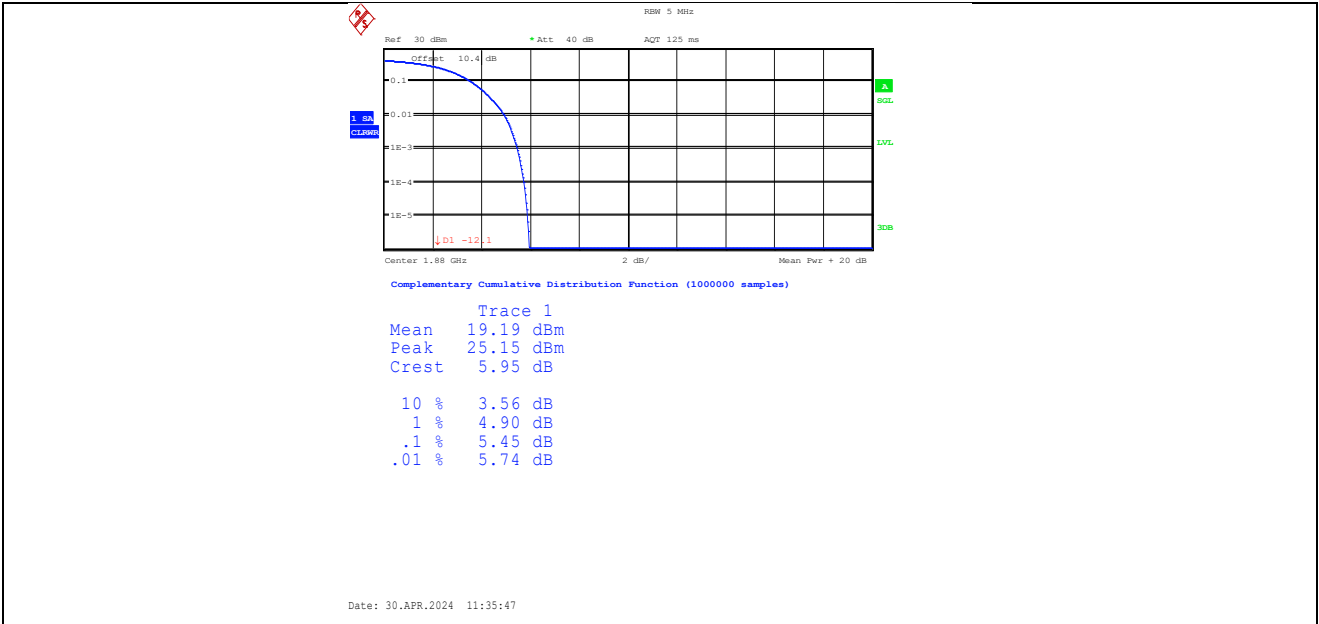 R S
RBW 5 MHz
Ref 30 dBm * Att 40 dB AQT 125 ms
Offset 10.4 dB
0.1
A
SGL
0.01
1 SA
CLRWR
1E-3
LVL
1E-4
1E-5
3DB
↓D1 -12.1
Center 1.88 GHz 2 dB/ Mean Pwr + 20 dB
Complementary Cumulative Distribution Function (1000000 samples)
Trace 1
Mean 19.19 dBm
Peak 25.15 dBm
Crest 5.95 dB
10 % 3.56 dB
1 % 4.90 dB
.1 % 5.45 dB
.01 % 5.74 dB
Date: 30.APR.2024 11:35:47